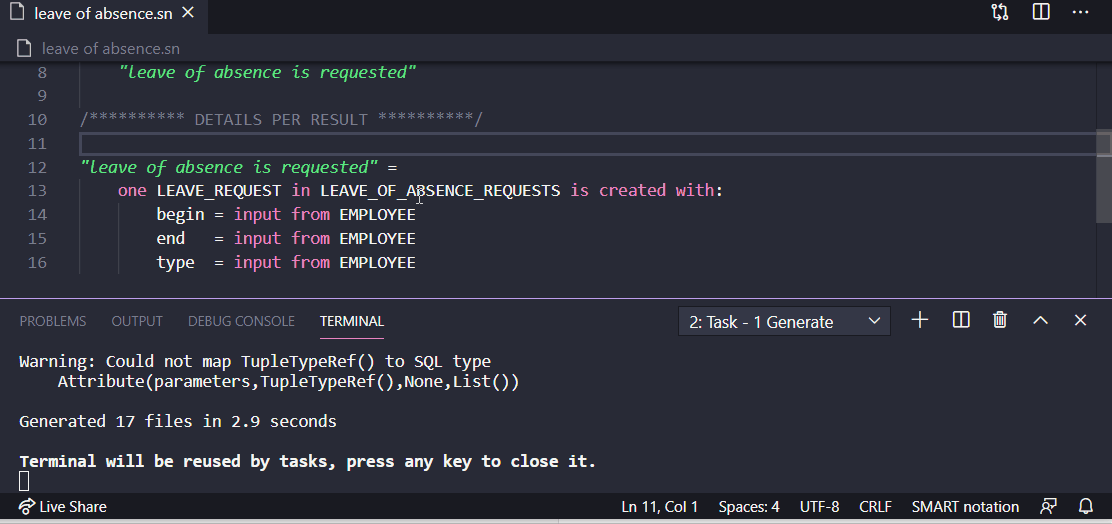 leave of absence.sn
leave of absence.sn
8 "leave of absence is requested"
9
10 /********** DETAILS PER RESULT **********/
11
12 "leave of absence is requested" =
13 one LEAVE_REQUEST in LEAVE_OF_ABSENCE_REQUESTS is created with:
14 begin = input from EMPLOYEE
15 end = input from EMPLOYEE
16 type = input from EMPLOYEE
PROBLEMS OUTPUT DEBUG CONSOLE TERMINAL 2: Task - 1 Generate
Warning: Could not map TupleTypeRef() to SQL type
Attribute(parameters,TupleTypeRef(),None,List())
Generated 17 files in 2.9 seconds
Terminal will be reused by tasks, press any key to close it.
Live Share Ln 11, Col 1 Spaces: 4 UTF-8 CRLF SMART notation